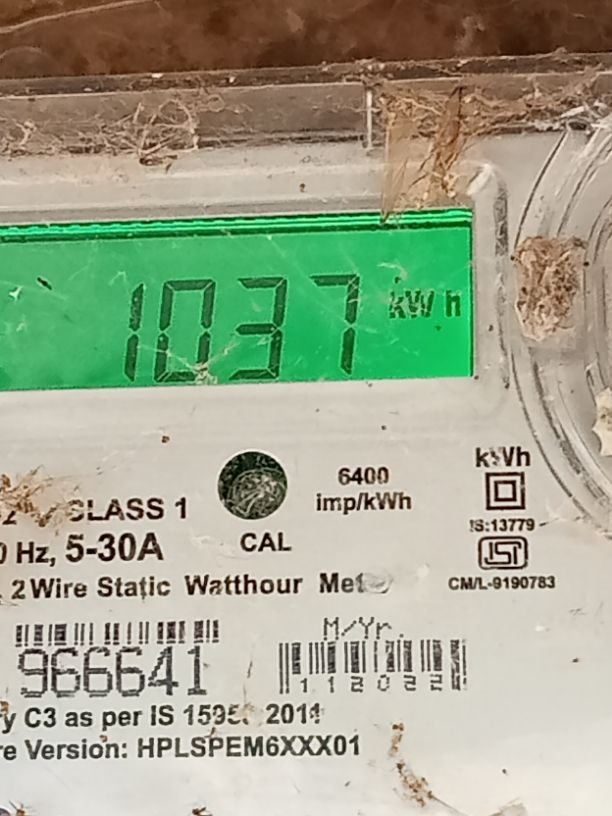 1037 kWh
kWh
6400
imp/kWh
CLASS 1
IS:13779
Hz, 5-30A
CAL
2 Wire Static Watthour
CM/L-9190783
M/Yr.
966641
112022
C3 as per IS 2014
Version: HPLSPEM6XXX01